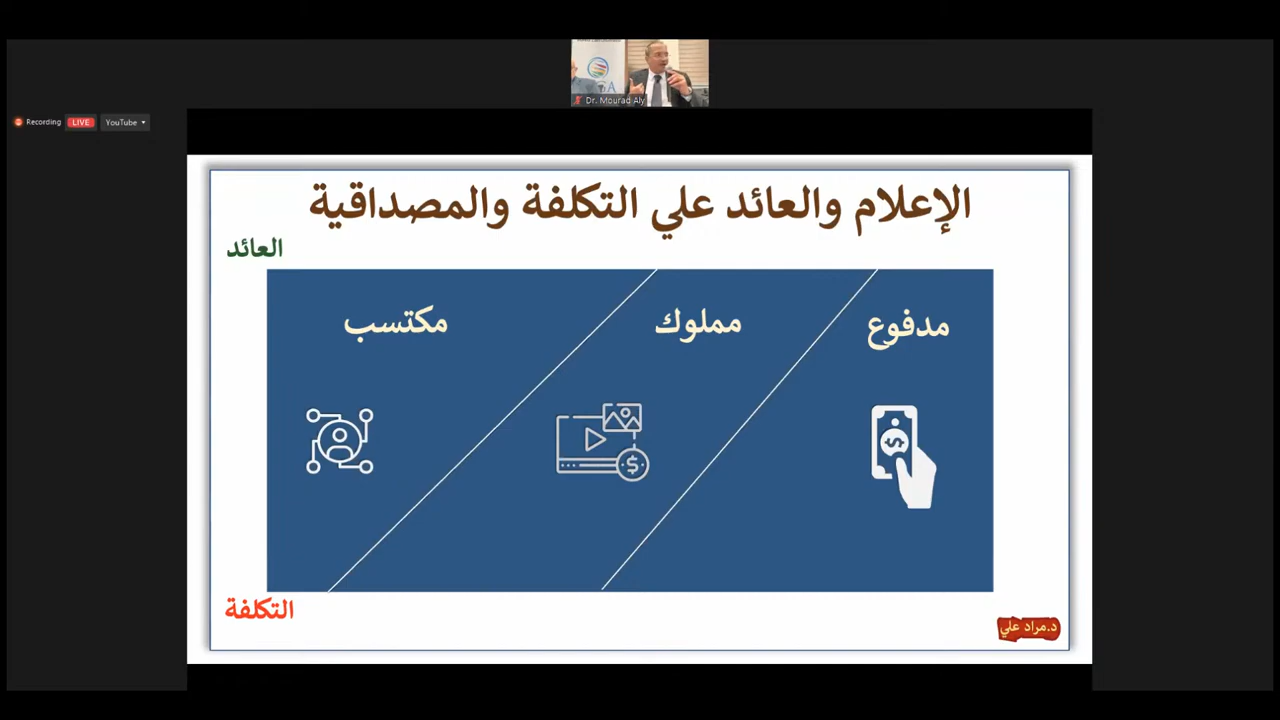 Dr. Mourad Aly
Recording LIVE YouTube
الإعلام والعائد علي التكلفة والمصداقية
العائد
مدفوع مملوك مكتسب
التكلفة
د.مراد علي